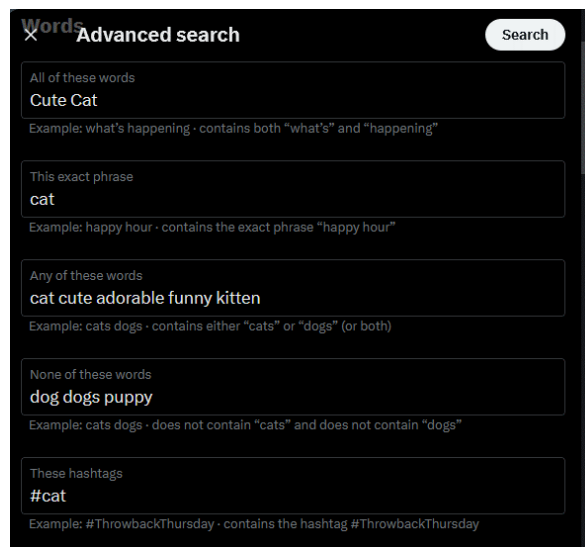 Words
Advanced search
Search
All of these words
Cute Cat
Example: what’s happening · contains both “what’s” and “happening”
This exact phrase
cat
Example: happy hour · contains the exact phrase “happy hour”
Any of these words
cat cute adorable funny kitten
Example: cats dogs · contains either “cats” or “dogs” (or both)
None of these words
dog dogs puppy
Example: cats dogs · does not contain “cats” and does not contain “dogs”
These hashtags
#cat
Example: #ThrowbackThursday · contains the hashtag #ThrowbackThursday